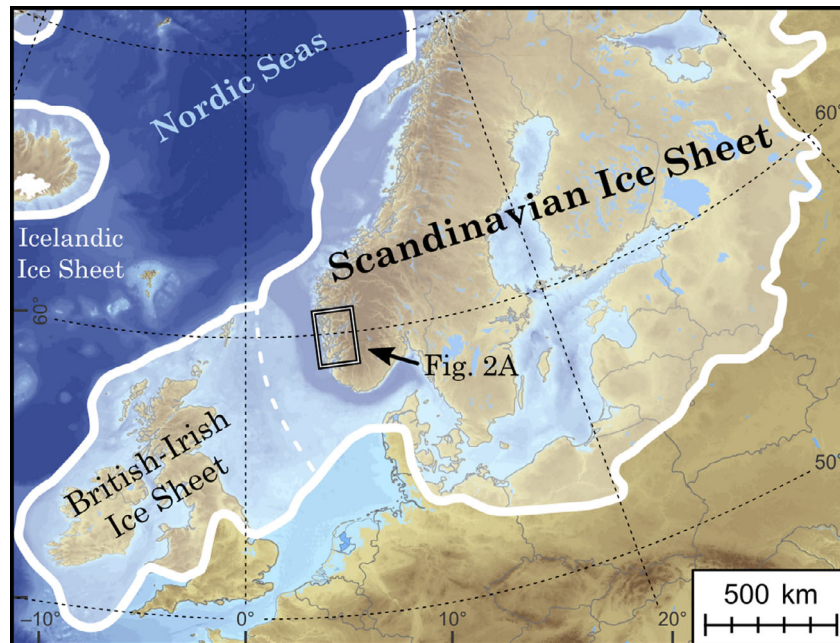 Nordic Seas
60°
Scandinavian Ice Sheet
Icelandic
Ice Sheet
60°
Fig. 2A
British-Irish
Ice Sheet
50°
500 km
−10°
0°
10°
20°